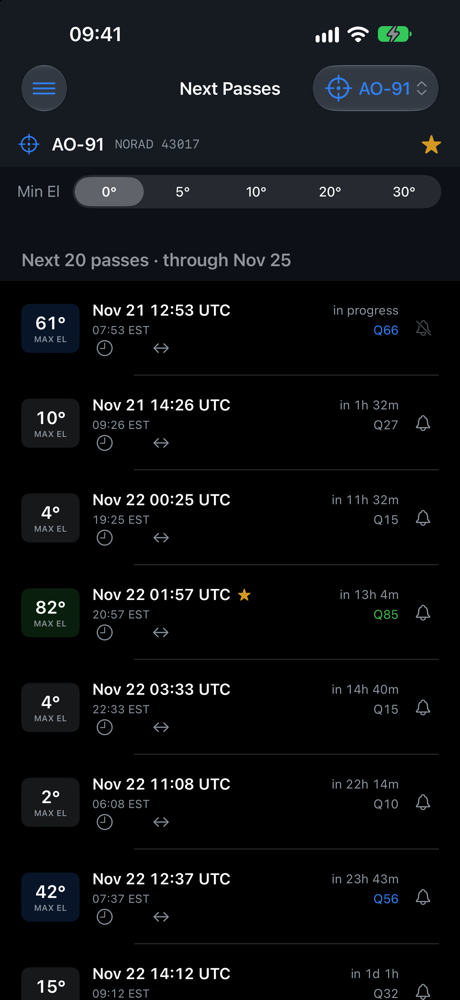 09:41
Next Passes
AO-91
AO-91 NORAD 43017
Min El 0° 5° 10° 20° 30°
Next 20 passes · through Nov 25
61° MAX EL
Nov 21 12:53 UTC
in progress
07:53 EST
Q66
10° MAX EL
Nov 21 14:26 UTC
in 1h 32m
09:26 EST
Q27
4° MAX EL
Nov 22 00:25 UTC
in 11h 32m
19:25 EST
Q15
82° MAX EL
Nov 22 01:57 UTC
in 13h 4m
20:57 EST
Q85
4° MAX EL
Nov 22 03:33 UTC
in 14h 40m
22:33 EST
Q15
2° MAX EL
Nov 22 11:08 UTC
in 22h 14m
06:08 EST
Q10
42° MAX EL
Nov 22 12:37 UTC
in 23h 43m
07:37 EST
Q56
15° MAX EL
Nov 22 14:12 UTC
in 1d 1h
09:12 EST
Q32